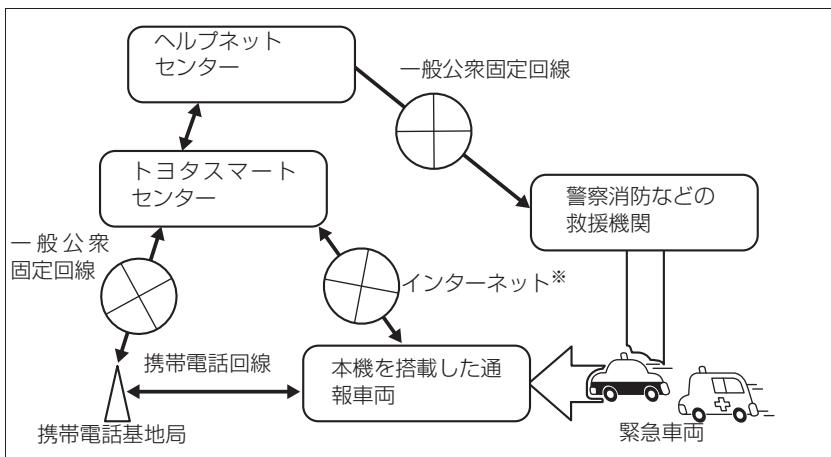 ヘルプネット
センター
一般公衆固定回線
トヨタスマート
センター
警察消防などの
救援機関
一般公衆
固定回線
インターネット※
携帯電話回線
本機を搭載した通
報車両
携帯電話基地局
緊急車両